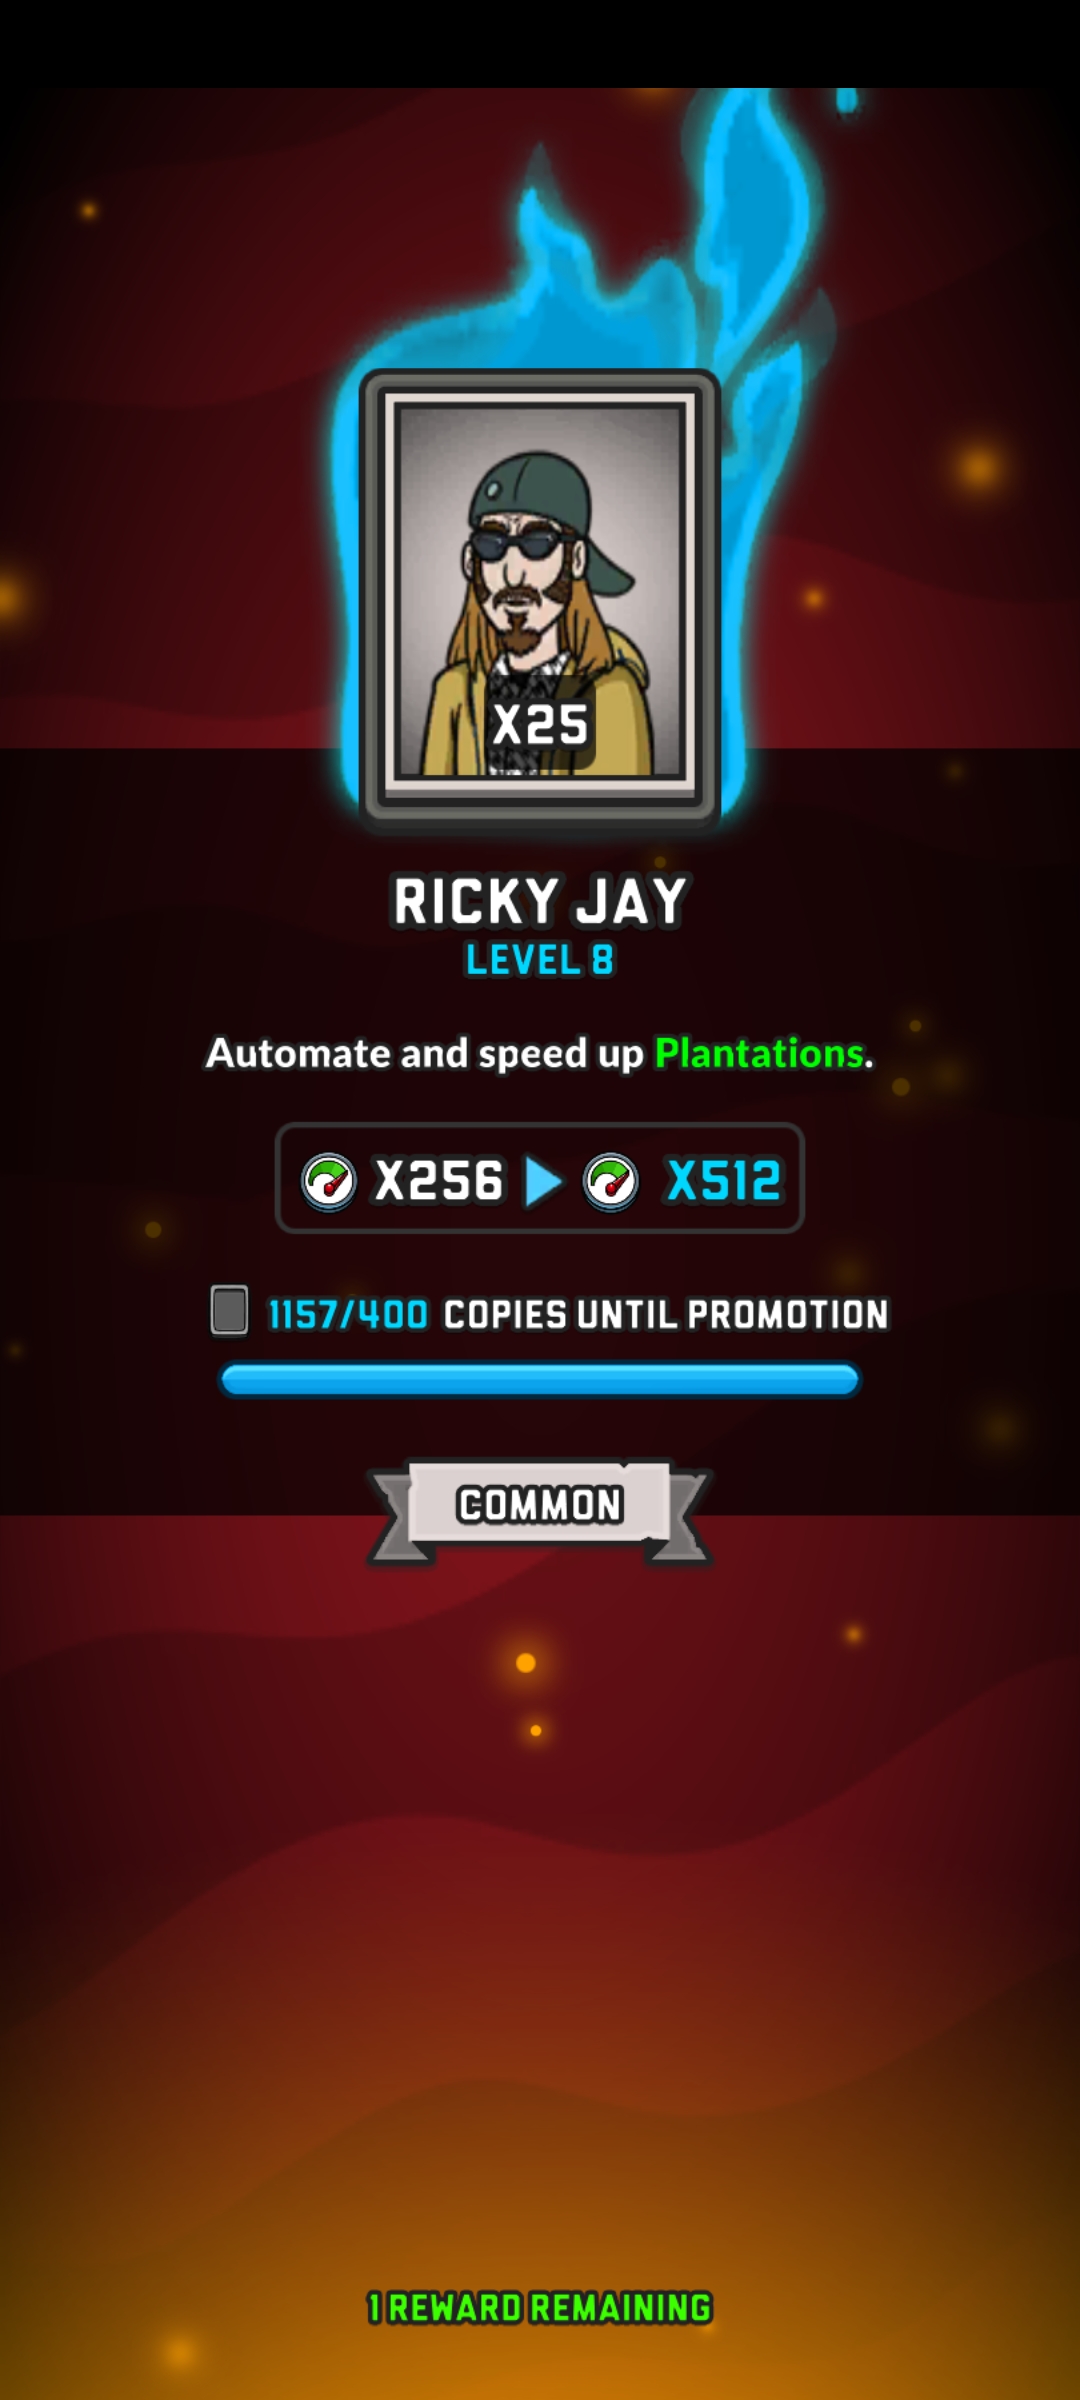 X25
RICKY JAY
LEVEL 8
Automate and speed up Plantations.
X256 X512
1157/400 COPIES UNTIL PROMOTION
COMMON
1 REWARD REMAINING